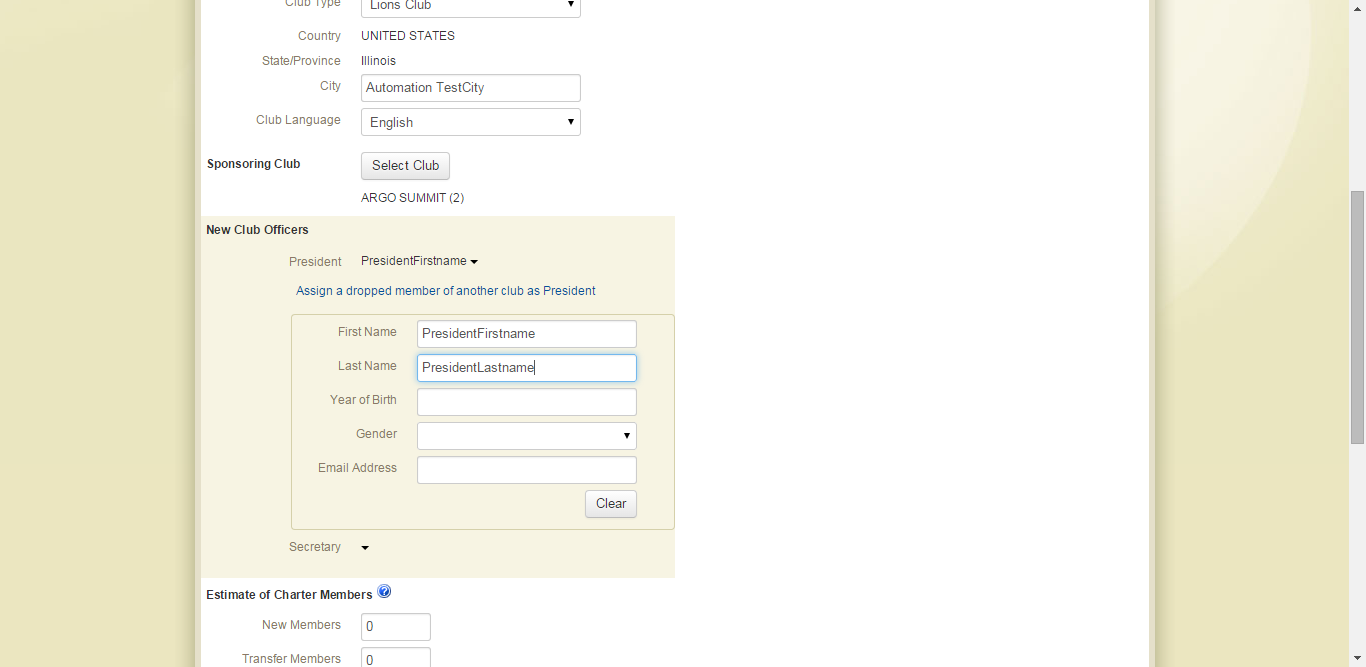 Club Type Lions Club
Country UNITED STATES
State/Province Illinois
City Automation TestCity
Club Language English
Sponsoring Club Select Club
ARGO SUMMIT (2)
New Club Officers
President PresidentFirstname
Assign a dropped member of another club as President
First Name PresidentFirstname
Last Name PresidentLastname
Year of Birth
Gender
Email Address
Clear
Secretary
Estimate of Charter Members ?
New Members 0
Transfer Members 0